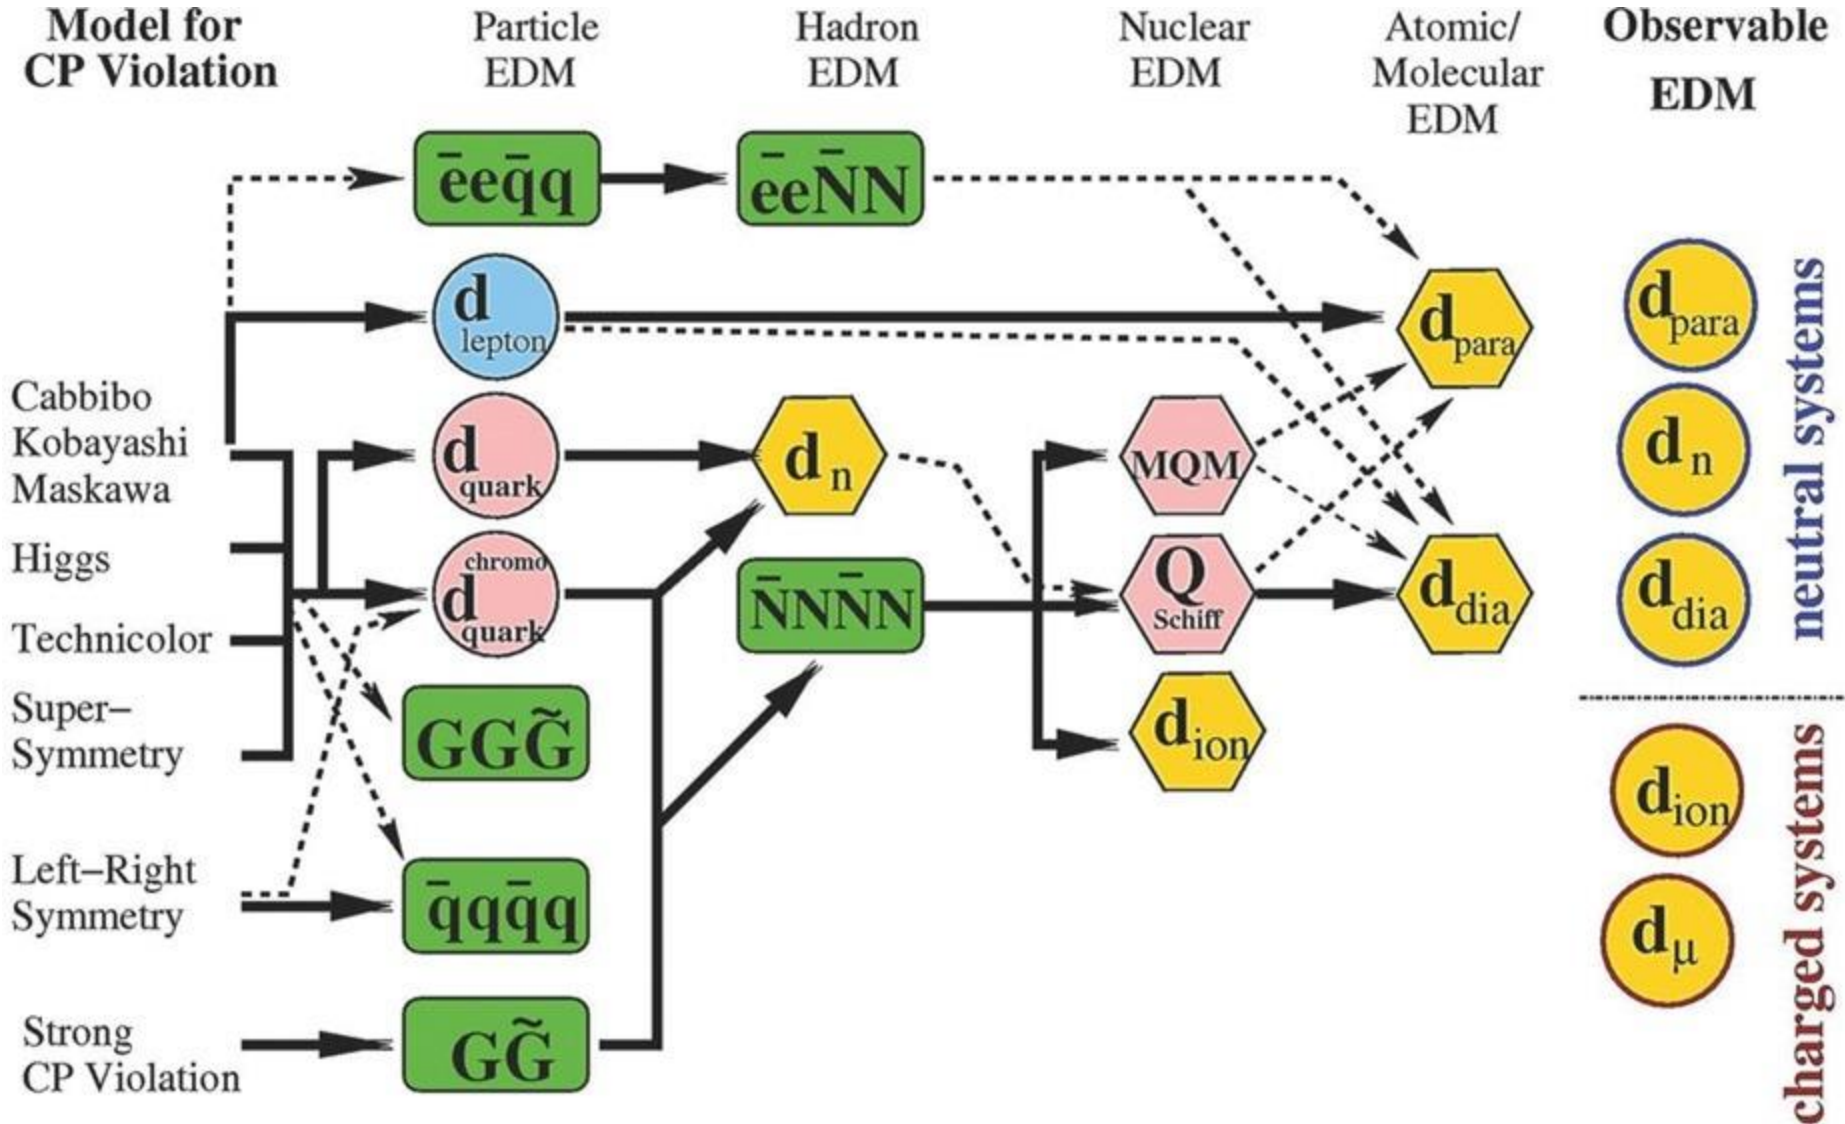 Model for
CP Violation
Particle
EDM
Hadron
EDM
Nuclear
EDM
Atomic/
Molecular
EDM
Observable
EDM
Cabbibo
Kobayashi
Maskawa
Higgs
Technicolor
Super–
Symmetry
Left–Right
Symmetry
Strong
CP Violation
e̅eq̅q
d
lepton
d
quark
chromo
d
quark
GGG̃
q̅qq̅q
GG̃
e̅eN̅N
d n
N̅NN̅N
MQM
Q
Schiff
d ion
d para
d dia
d para
d n
d dia
d ion
d μ
neutral systems
charged systems